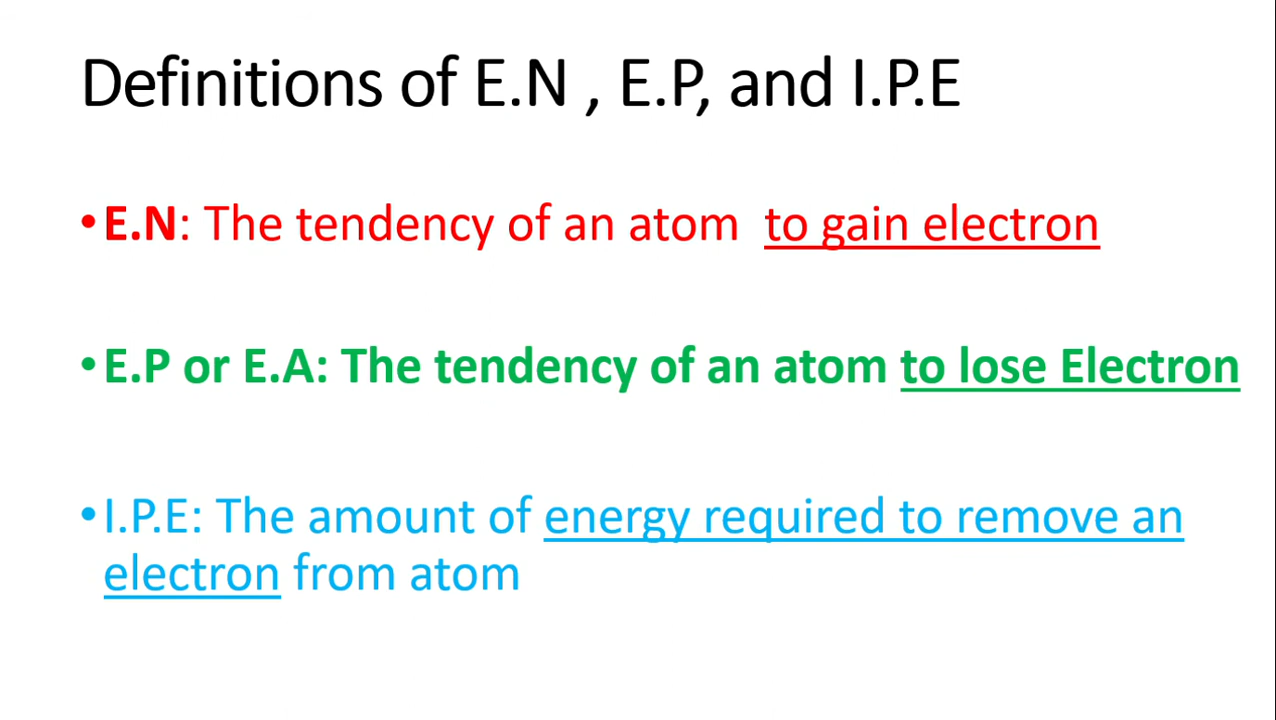 Definitions of E.N , E.P, and I.P.E
•E.N: The tendency of an atom  to gain electron
•E.P or E.A: The tendency of an atom to lose Electron
•I.P.E: The amount of energy required to remove an
electron from atom